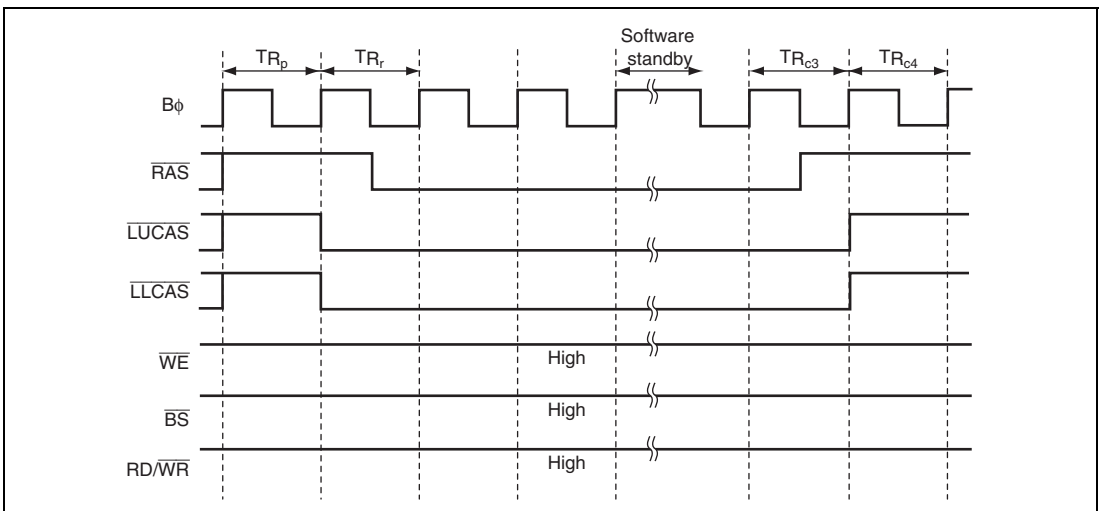 Software
standby
TRp
TRr
TRc3
TRc4
Bϕ
RAS
LUCAS
LLCAS
WE
High
BS
High
RD/WR
High